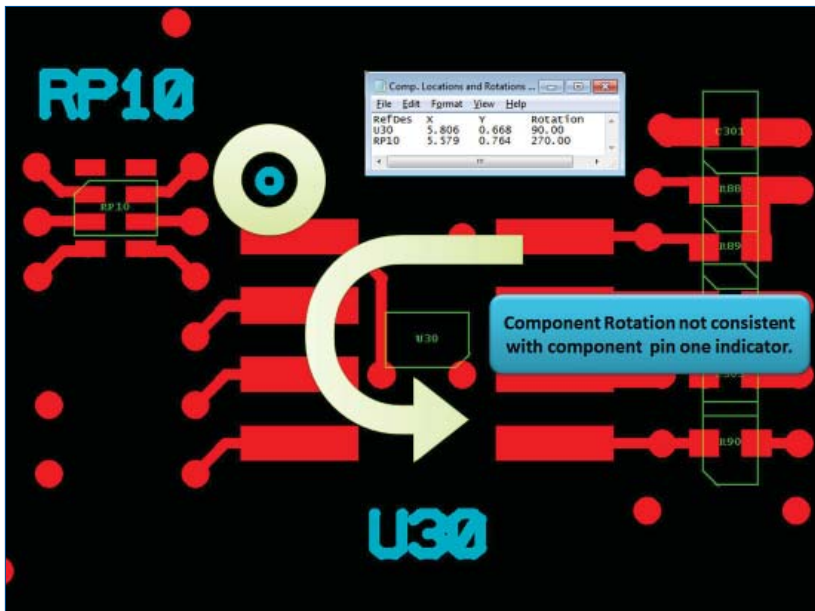 RP10
Comp. Locations and Rotations ...
File Edit Format View Help
RefDes X Y Rotation
U30 5.806 0.668 90.00
RP10 5.579 0.764 270.00
C301
R88
RP10
R89
U30
Component Rotation not consistent
with component pin one indicator.
R90
U30